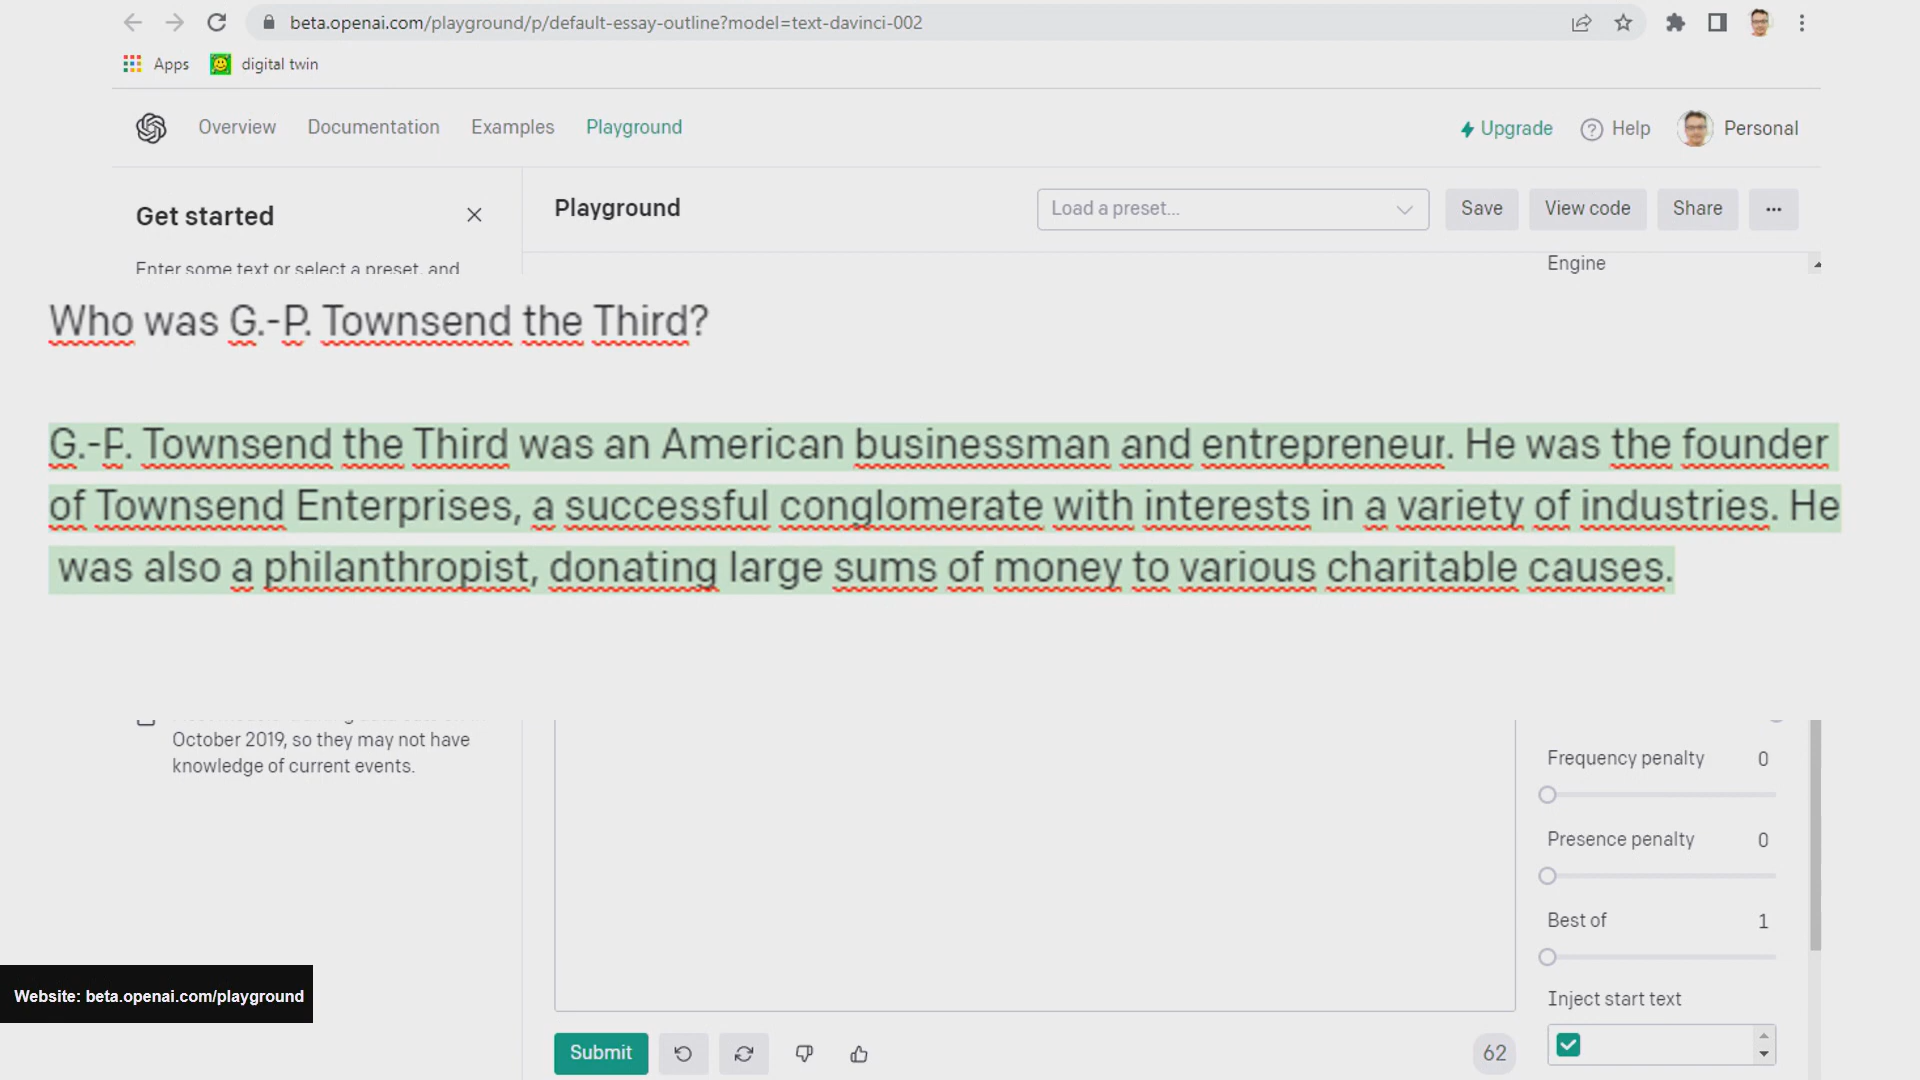 beta.openai.com/playground/p/default-essay-outline?model=text-davinci-002
Apps digital twin
Overview Documentation Examples Playground Upgrade Help Personal
Get started
Playground Load a preset... Save View code Share ...
Enter some text or select a preset, and
Engine
Who was G.-P. Townsend the Third?
G.-P. Townsend the Third was an American businessman and entrepreneur. He was the founder
of Townsend Enterprises, a successful conglomerate with interests in a variety of industries. He
was also a philanthropist, donating large sums of money to various charitable causes.
October 2019, so they may not have
knowledge of current events.
Frequency penalty 0
Presence penalty 0
Best of 1
Inject start text
Website: beta.openai.com/playground
Submit 62